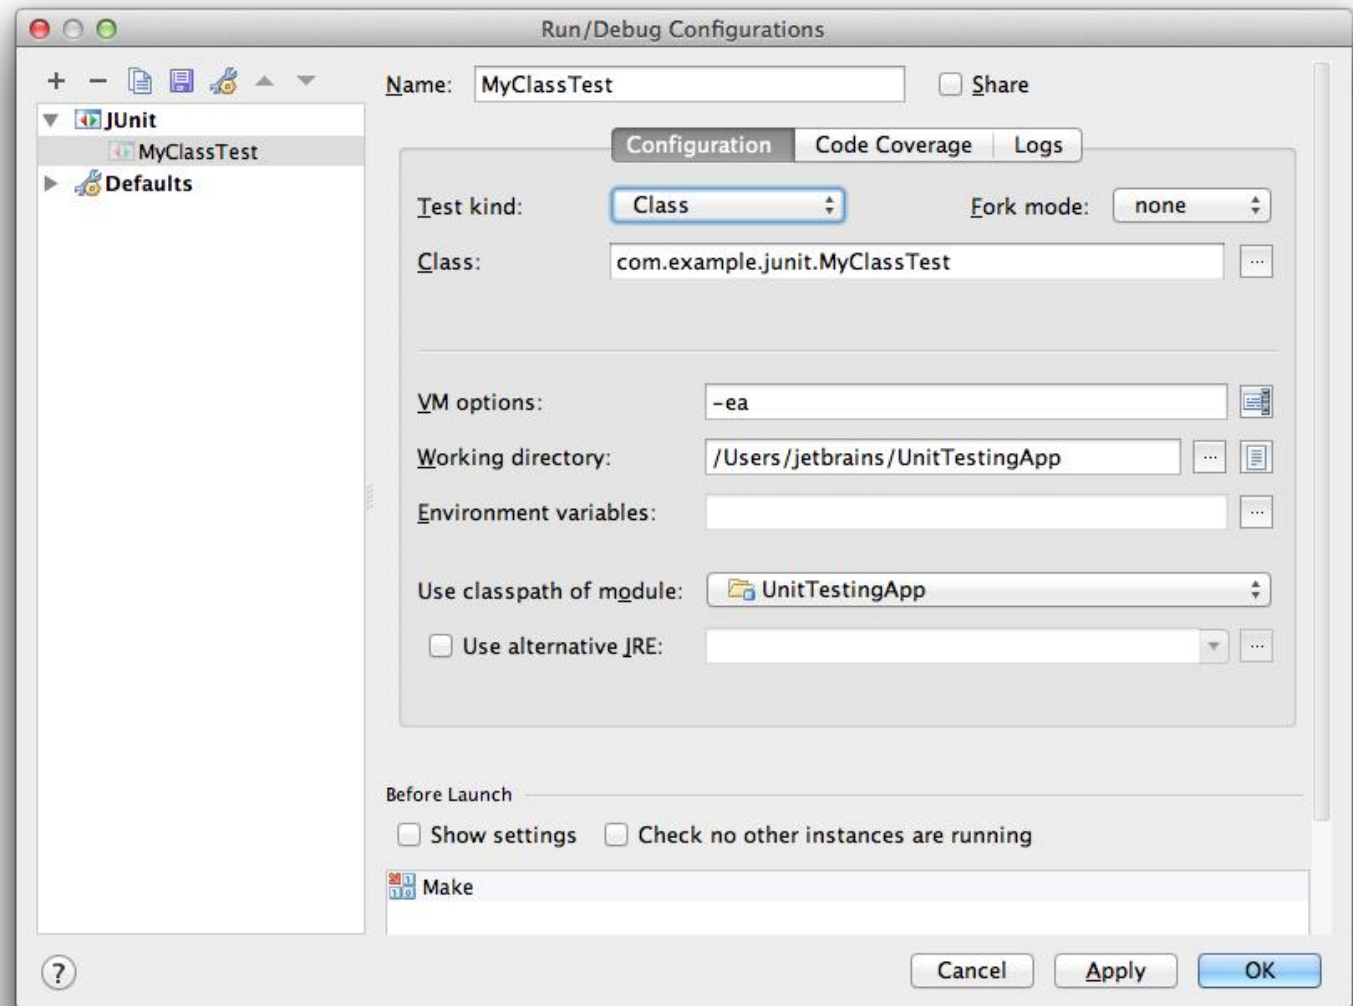 Run/Debug Configurations
Name: MyClassTest Share
JUnit
MyClassTest
Defaults
Configuration Code Coverage Logs
Test kind: Class Fork mode: none
Class: com.example.junit.MyClassTest ...
VM options: -ea
Working directory: /Users/jetbrains/UnitTestingApp ...
Environment variables: ...
Use classpath of module: UnitTestingApp
Use alternative JRE: ...
Before Launch
Show settings Check no other instances are running
Make
? Cancel Apply OK